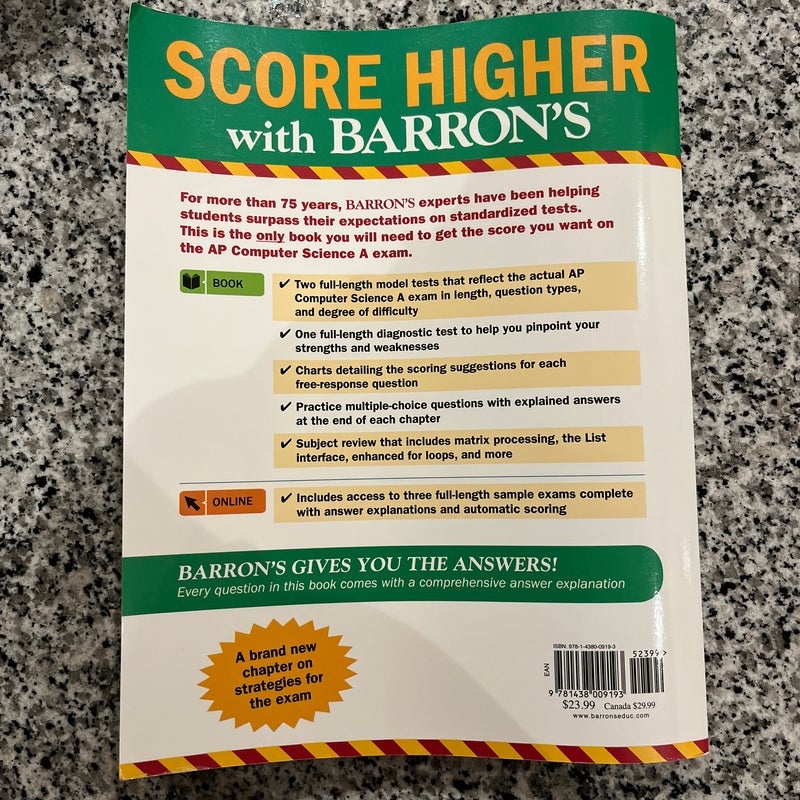 SCORE HIGHER
with BARRON'S
For more than 75 years, BARRON'S experts have been helping
students surpass their expectations on standardized tests.
This is the only book you will need to get the score you want on
the AP Computer Science A exam.
BOOK
✓ Two full-length model tests that reflect the actual AP
Computer Science A exam in length, question types,
and degree of difficulty
✓ One full-length diagnostic test to help you pinpoint your
strengths and weaknesses
✓ Charts detailing the scoring suggestions for each
free-response question
✓ Practice multiple-choice questions with explained answers
at the end of each chapter
✓ Subject review that includes matrix processing, the List
interface, enhanced for loops, and more
ONLINE
✓ Includes access to three full-length sample exams complete
with answer explanations and automatic scoring
BARRON'S GIVES YOU THE ANSWERS!
Every question in this book comes with a comprehensive answer explanation
A brand new
chapter on
strategies for
the exam
ISBN: 978-1-4380-0919-3
52399>
EAN
9 781438 009193
$23.99 Canada $29.99
www.barronseduc.com